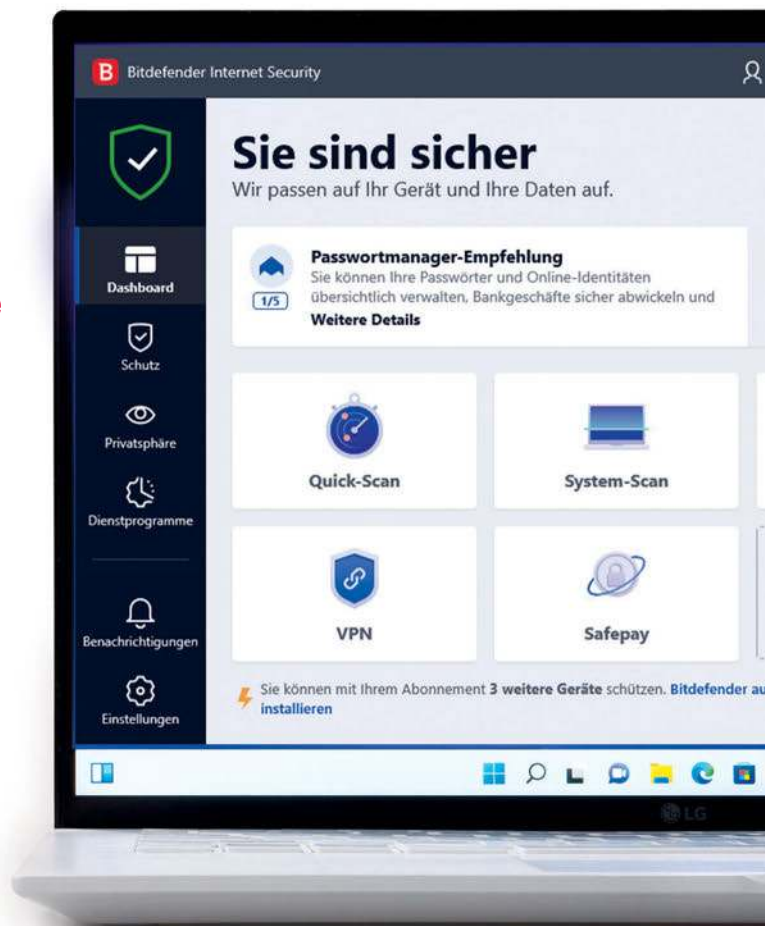 e
B Bitdefender Internet Security
Sie sind sicher
Wir passen auf Ihr Gerät und Ihre Daten auf.
Dashboard
Schutz
Privatsphäre
Dienstprogramme
Benachrichtigungen
Einstellungen
1/5
Passwortmanager-Empfehlung
Sie können Ihre Passwörter und Online-Identitäten
übersichtlich verwalten, Bankgeschäfte sicher abwickeln und
Weitere Details
Quick-Scan
System-Scan
VPN
Safepay
Sie können mit Ihrem Abonnement 3 weitere Geräte schützen. Bitdefender au
installieren
LG